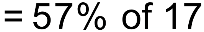 = 57% of 17